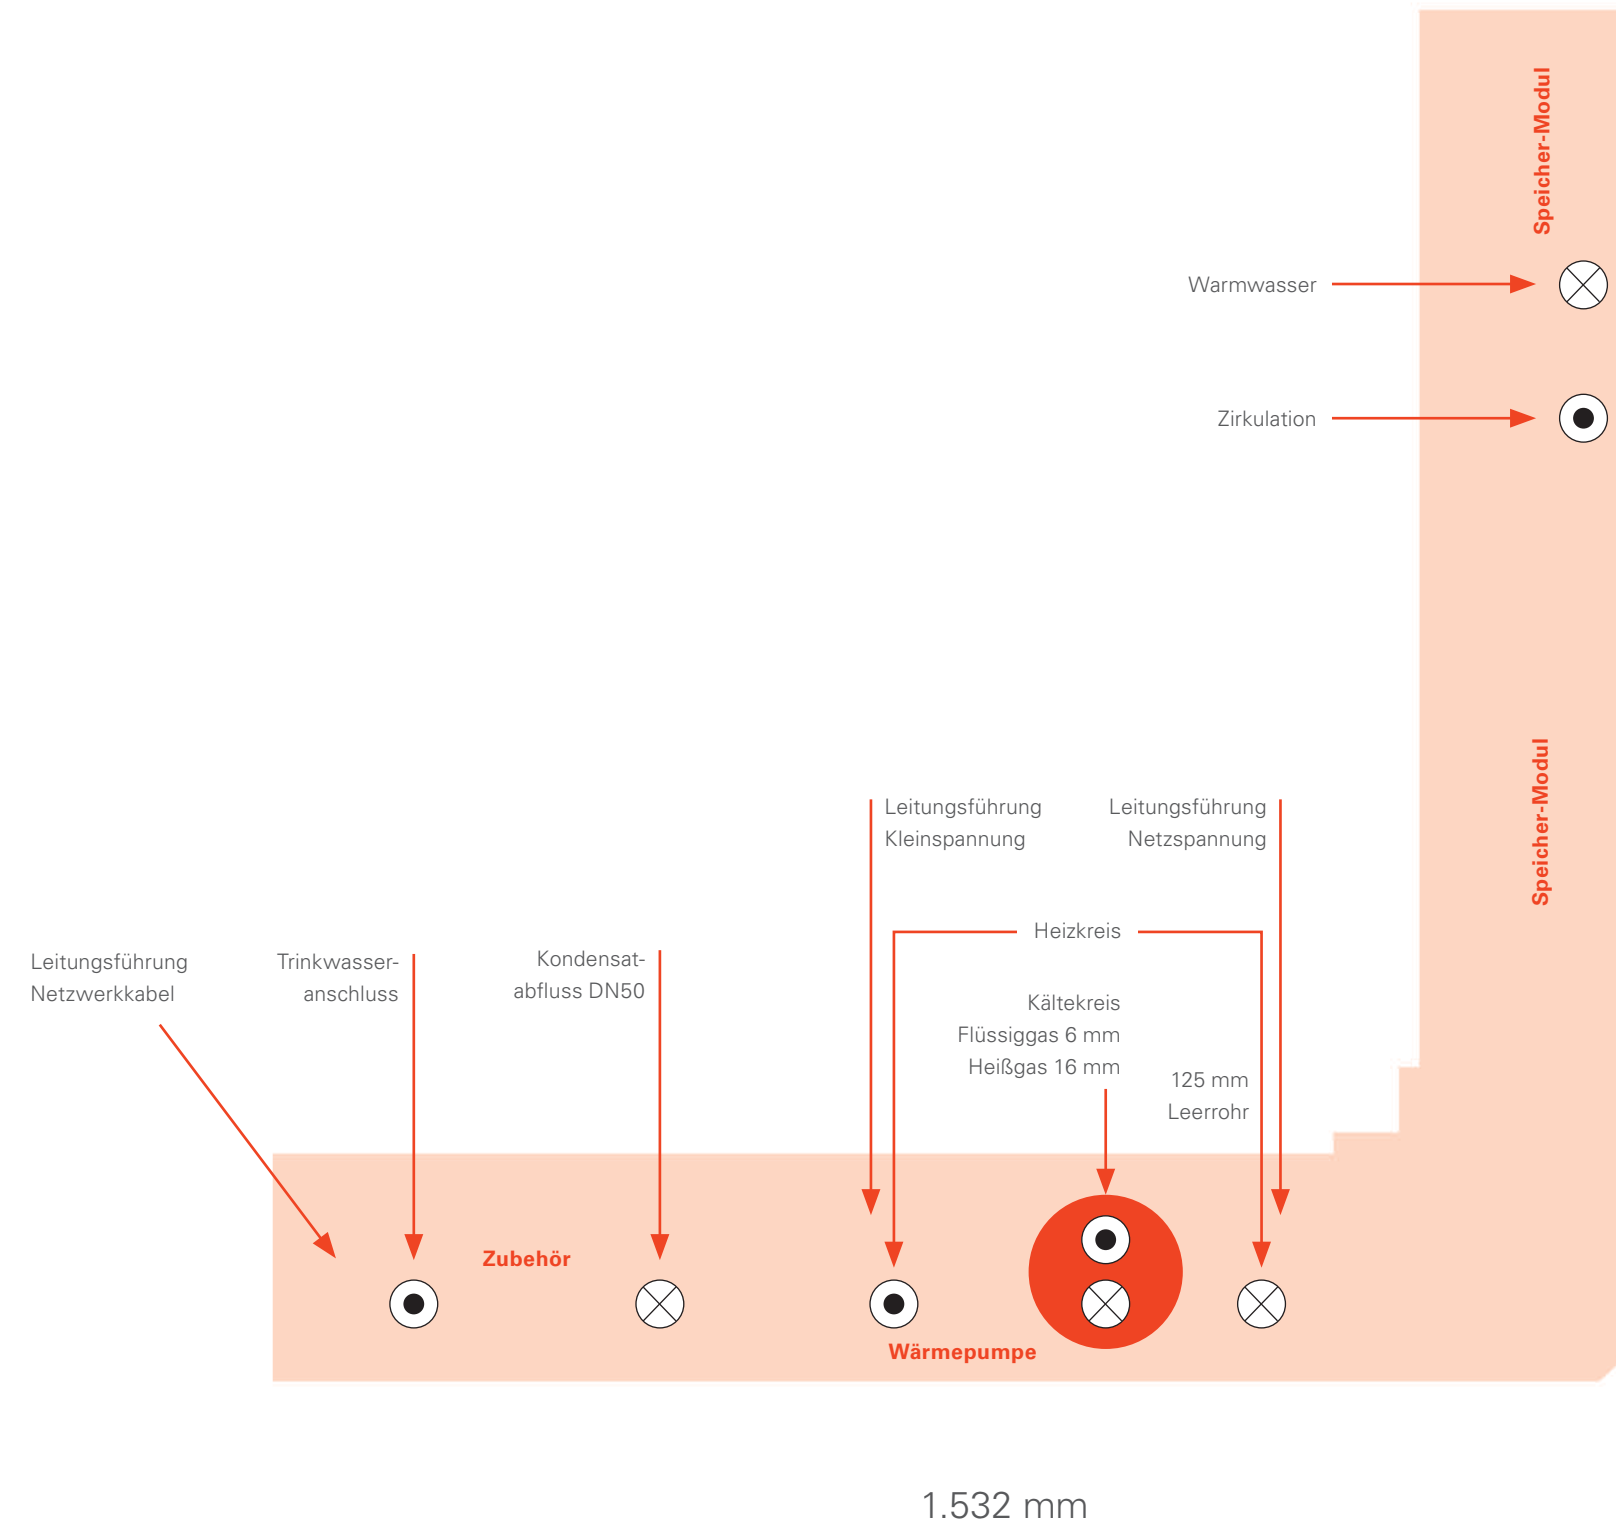 Speicher-Modul
Warmwasser
Zirkulation
Speicher-Modul
Leitungsführung
Kleinspannung
Leitungsführung
Netzspannung
Heizkreis
Leitungsführung
Netzwerkkabel
Trinkwasser-
anschluss
Kondensat-
abfluss DN50
Kältekreis
Flüssiggas 6 mm
Heißgas 16 mm
125 mm
Leerrohr
Zubehör
Wärmepumpe
1.532 mm